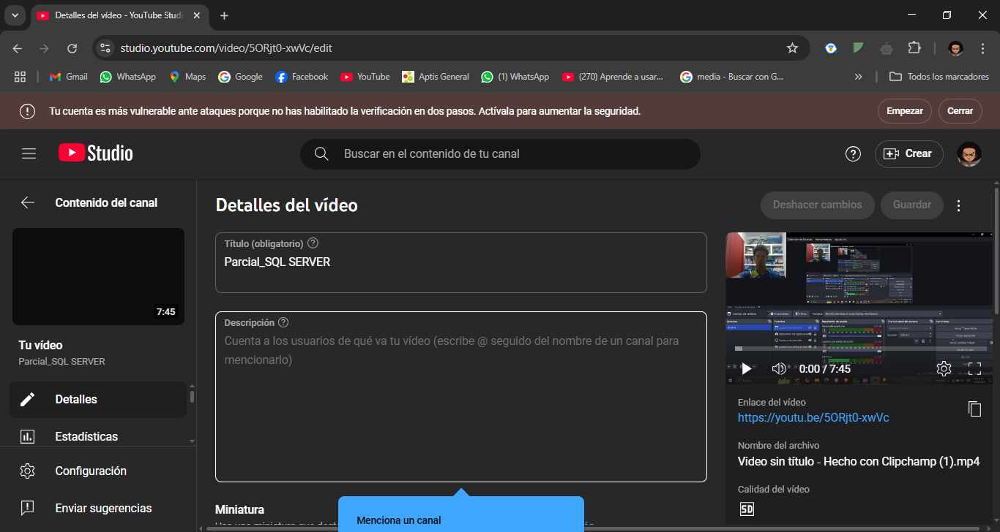 Detalles del vídeo - YouTube Studi
studio.youtube.com/video/5ORjt0-xwVc/edit
Gmail
WhatsApp
Maps
Google
Facebook
YouTube
Aptis General
(1) WhatsApp
(270) Aprende a usar...
media - Buscar con G...
Todos los marcadores
Tu cuenta es más vulnerable ante ataques porque no has habilitado la verificación en dos pasos. Actívala para aumentar la seguridad.
Empezar
Cerrar
Studio
Buscar en el contenido de tu canal
Crear
Contenido del canal
Detalles del vídeo
Deshacer cambios
Guardar
Título (obligatorio)
Parcial_SQL SERVER
7:45
Descripción
Cuenta a los usuarios de qué va tu vídeo (escribe @ seguido del nombre de un canal para
mencionarlo)
Tu vídeo
Parcial_SQL SERVER
0:00 / 7:45
Detalles
Enlace del vídeo
https://youtu.be/5ORjt0-xwVc
Estadísticas
Nombre del archivo
Video sin título - Hecho con Clipchamp (1).mp4
Configuración
Calidad del vídeo
SD
Enviar sugerencias
Miniatura
Menciona un canal